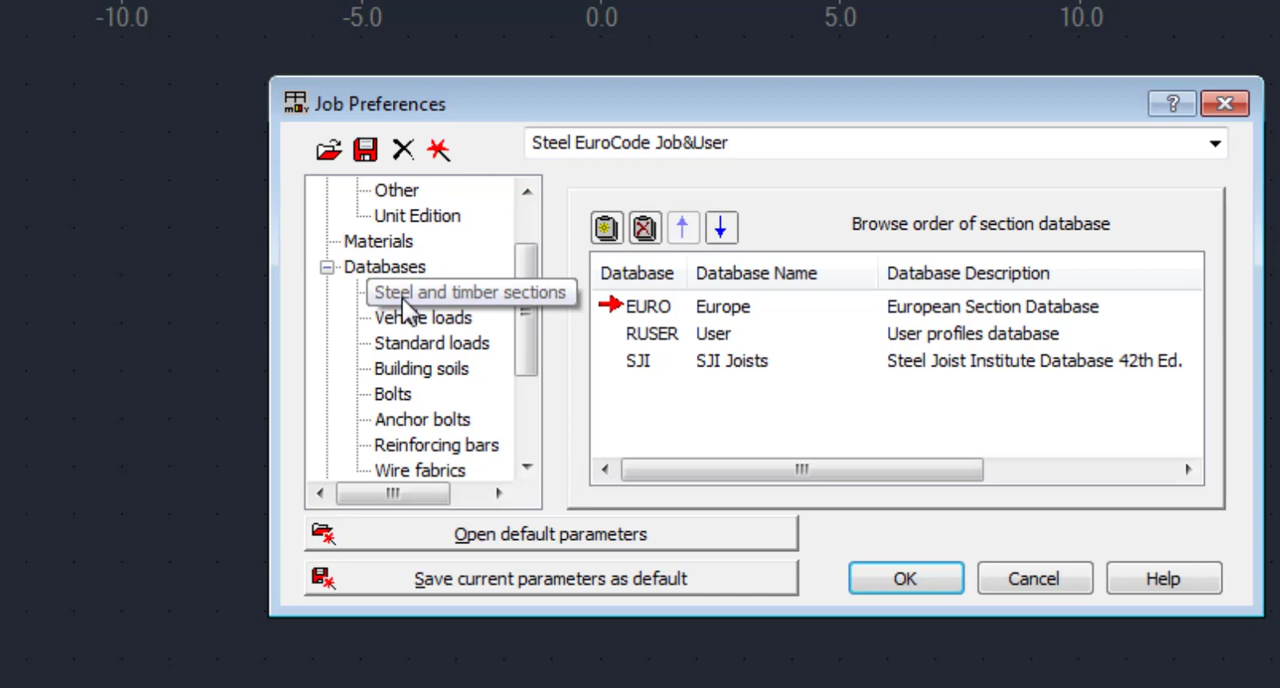 -10.0 -5.0 0.0 5.0 10.0
Job Preferences
Steel EuroCode Job&User
Other
Unit Edition
Materials
Databases
Steel and timber sections
Vehicle loads
Standard loads
Building soils
Bolts
Anchor bolts
Reinforcing bars
Wire fabrics
Browse order of section database
Database Database Name Database Description
EURO Europe European Section Database
RUSER User User profiles database
SJI SJI Joists Steel Joist Institute Database 42th Ed.
Open default parameters
Save current parameters as default
OK Cancel Help